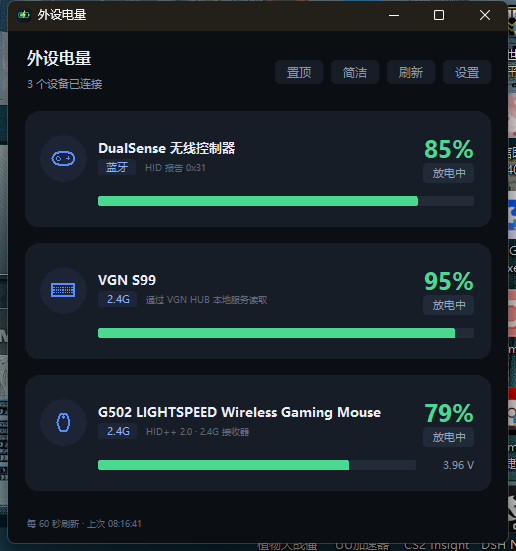 外设电量
外设电量
3 个设备已连接
置顶
简洁
刷新
设置
DualSense 无线控制器
85%
蓝牙
HID 报告 0x31
放电中
VGN S99
95%
2.4G
通过 VGN HUB 本地服务读取
放电中
G502 LIGHTSPEED Wireless Gaming Mouse
79%
2.4G
HID++ 2.0 · 2.4G 接收器
放电中
3.96 V
每 60 秒刷新 · 上次 08:16:41
UU加速器
CS2 Insight
DSH N